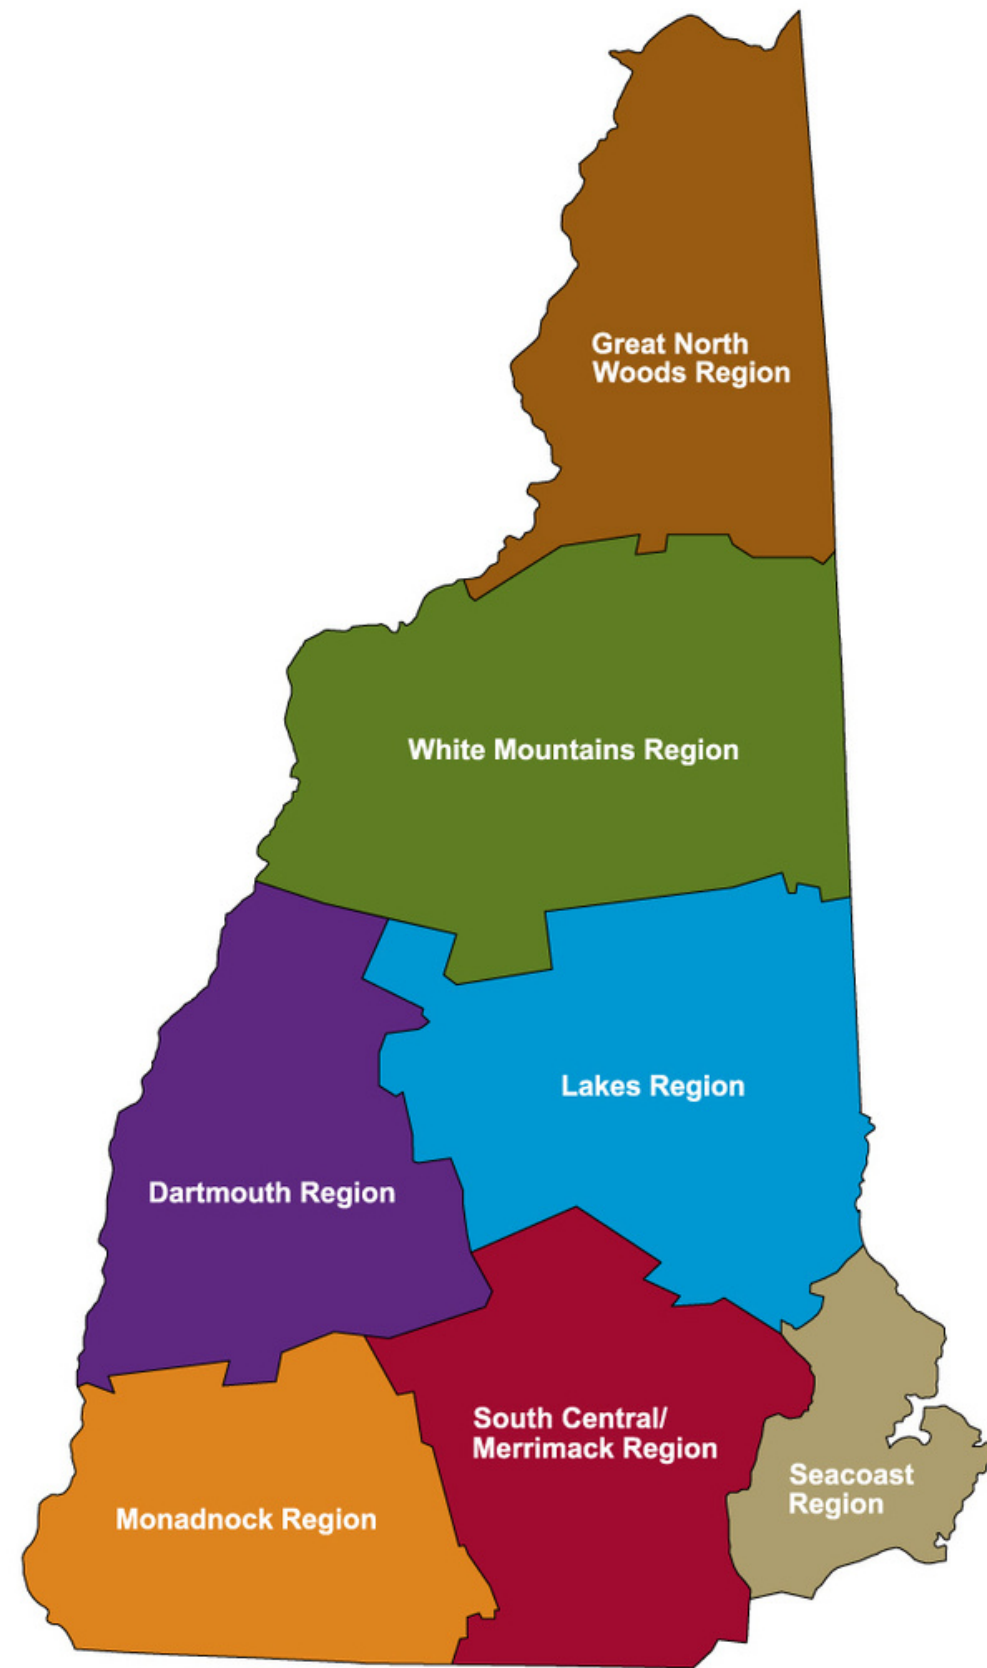 Great North
Woods Region
White Mountains Region
Lakes Region
Dartmouth Region
South Central/
Merrimack Region
Seacoast
Region
Monadnock Region